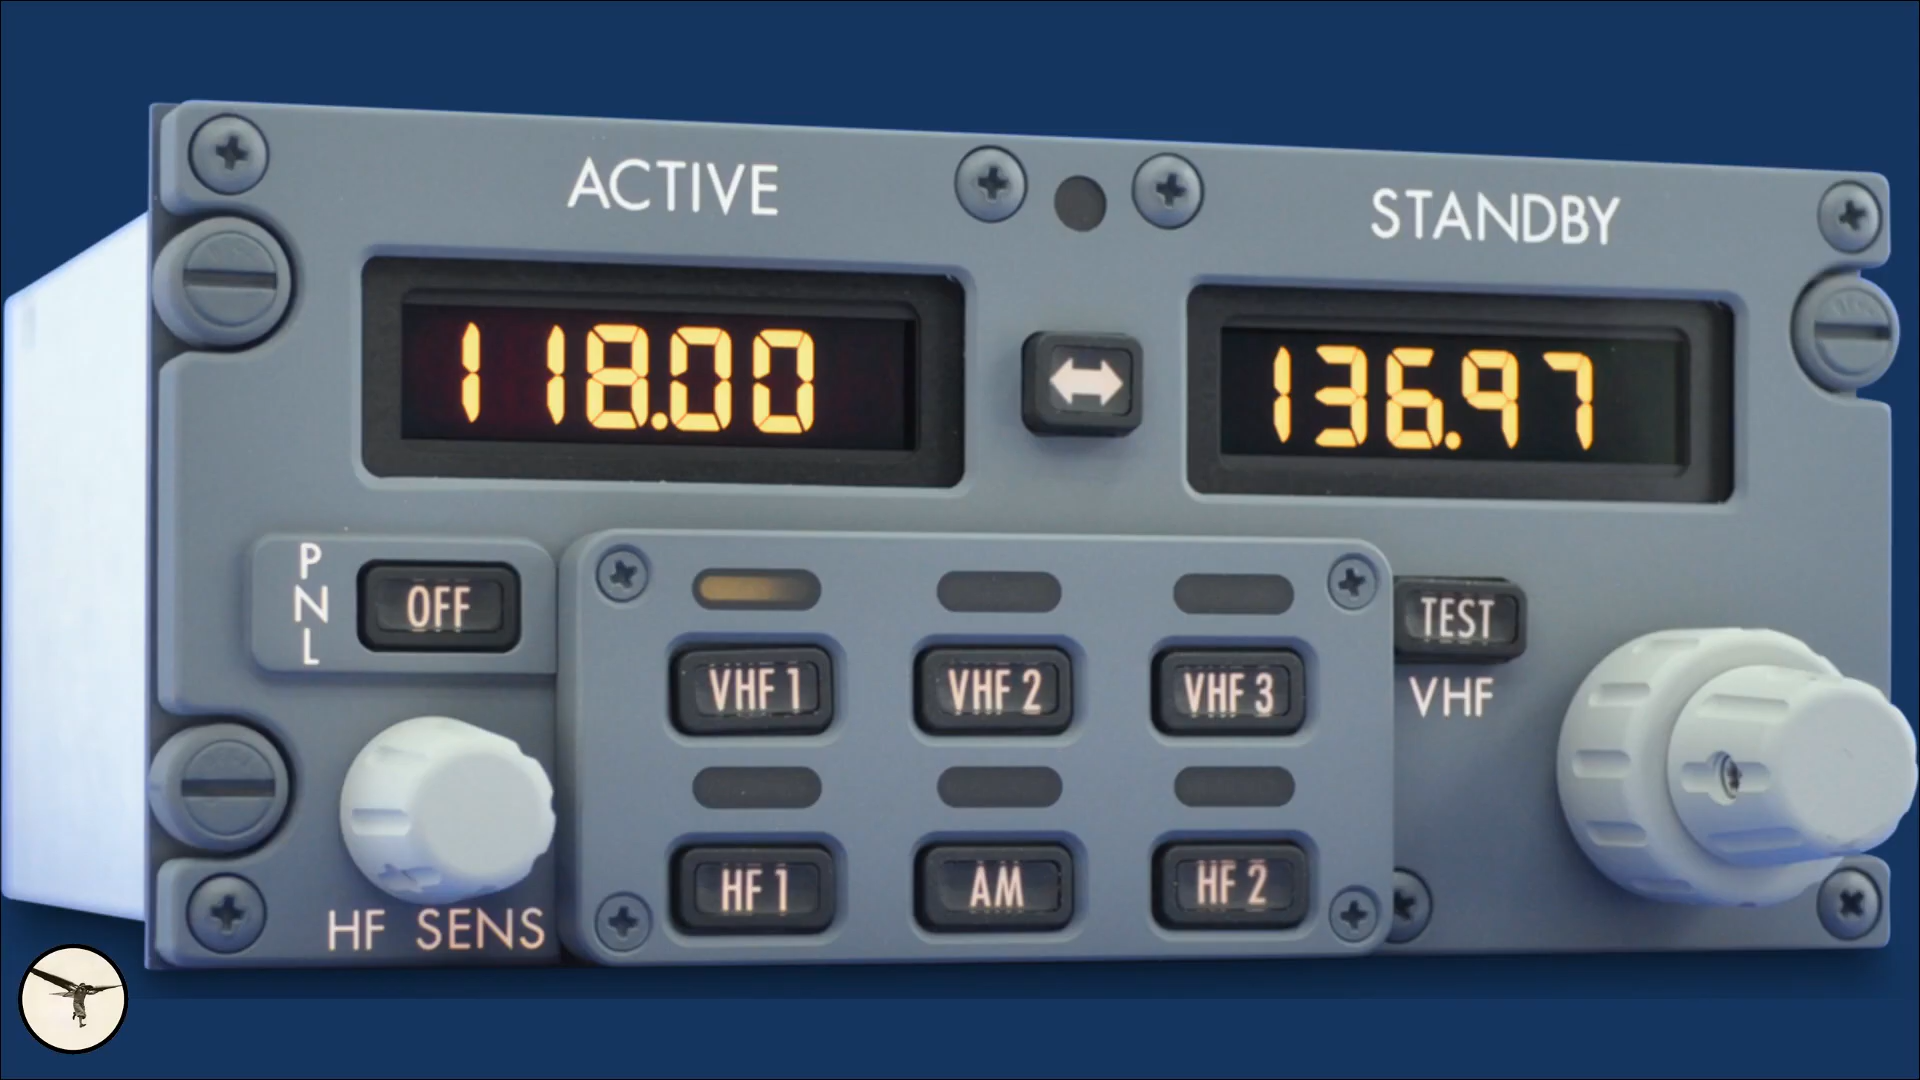 ACTIVE
STANDBY
118.00
136.97
PNL
OFF
TEST
VHF 1
VHF 2
VHF 3
VHF
HF 1
AM
HF 2
HF SENS